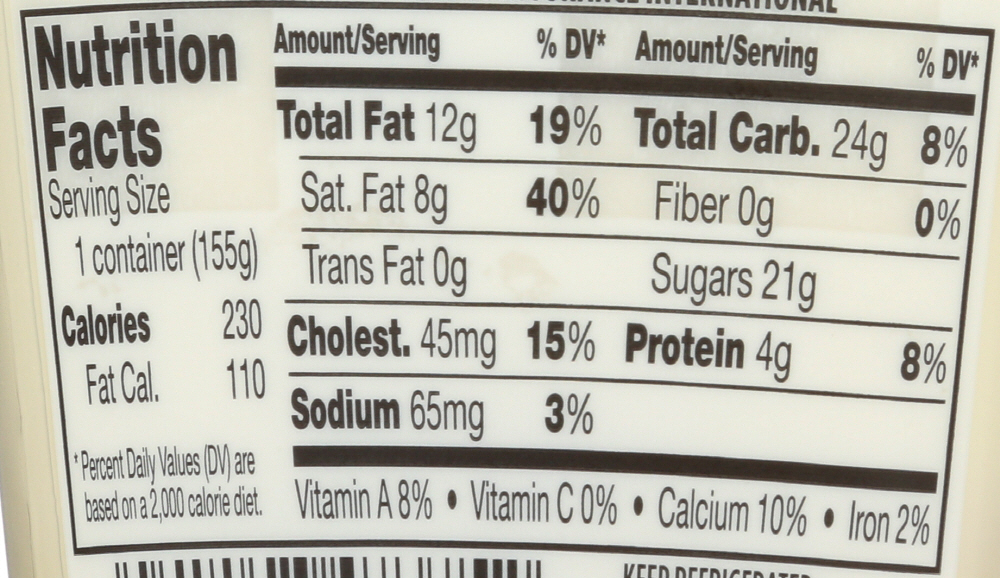 INTERNATIONAL
Nutrition
Facts
Serving Size
1 container (155g)
Calories 230
Fat Cal. 110
* Percent Daily Values (DV) are
based on a 2,000 calorie diet.
Amount/Serving % DV* Amount/Serving % DV*
Total Fat 12g 19% Total Carb. 24g 8%
Sat. Fat 8g 40% Fiber 0g 0%
Trans Fat 0g Sugars 21g
Cholest. 45mg 15% Protein 4g 8%
Sodium 65mg 3%
Vitamin A 8% • Vitamin C 0% • Calcium 10% • Iron 2%
KEEP REFRIGERATED